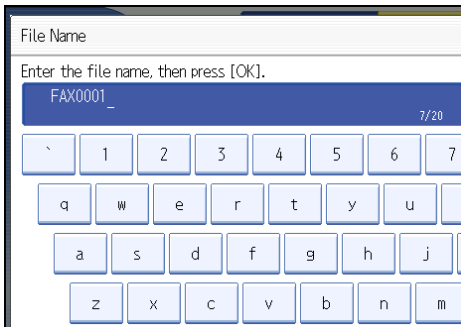 File Name
Enter the file name, then press [OK].
FAX0001_
7/20
` 1 2 3 4 5 6 7
q w e r t y u
a s d f g h j
z x c v b n m